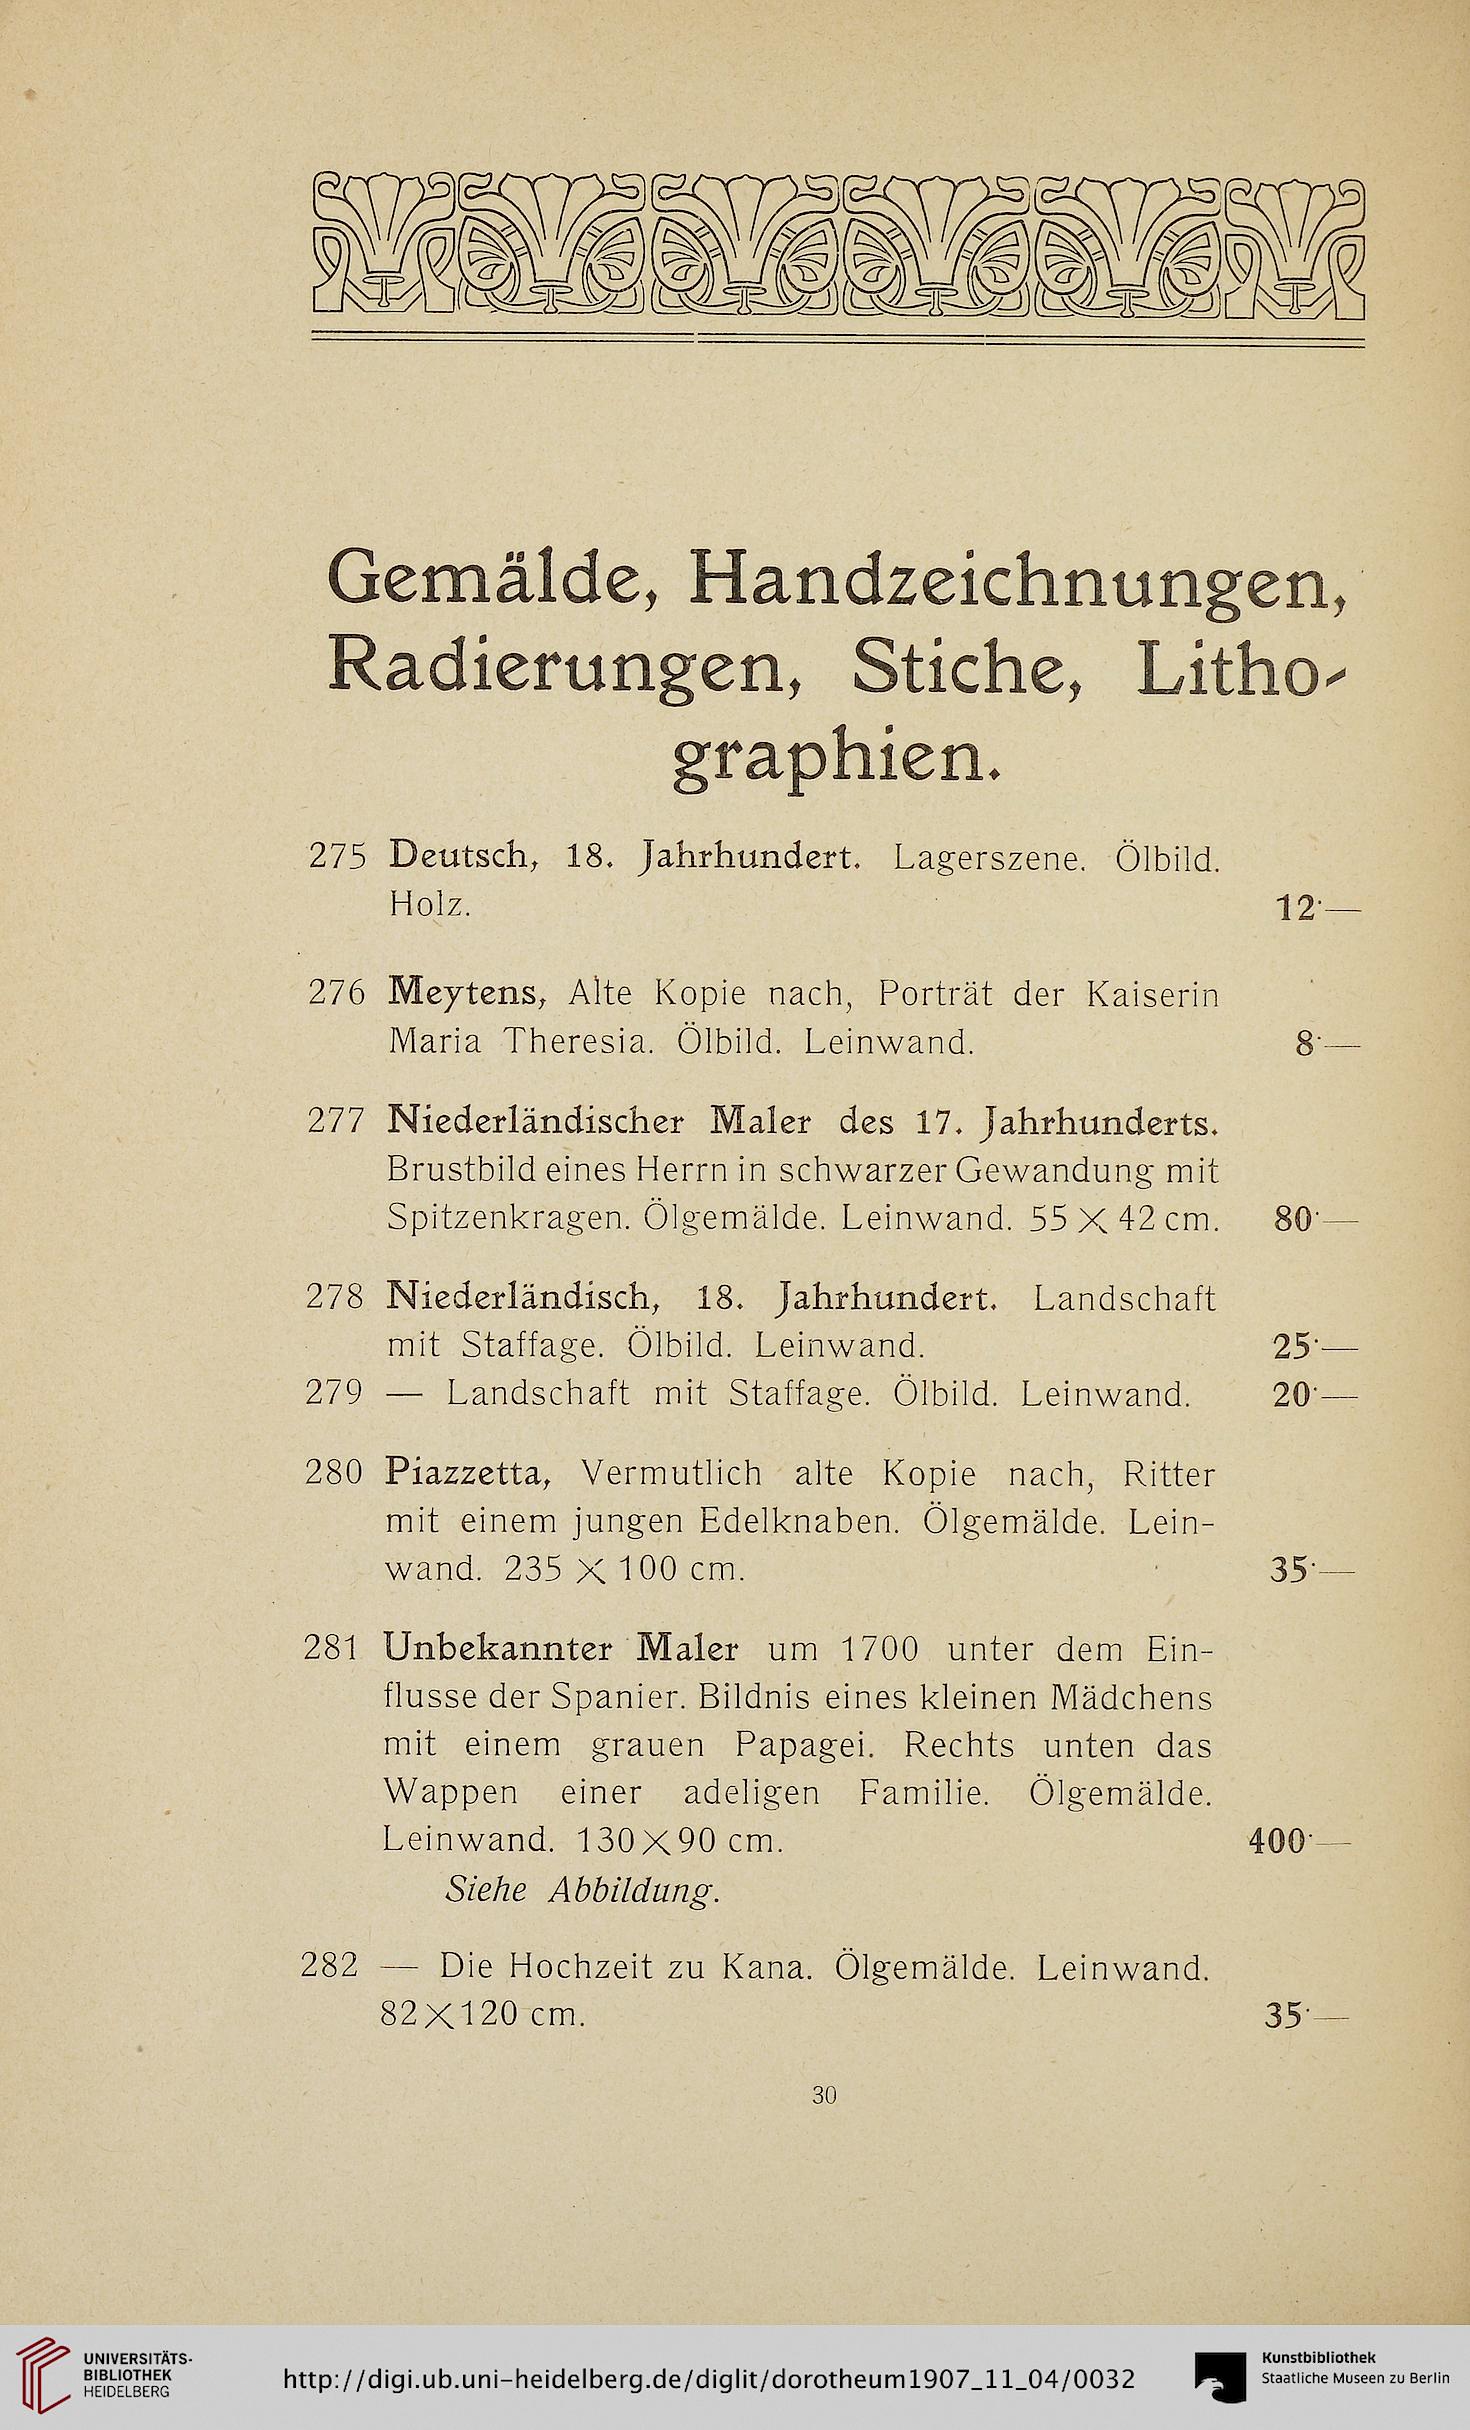 Gemälde, Handzeichnungen,
Radierungen, Stiche, Litho-
graphien.
275 Deutsch, 18. Jahrhundert. Lagerszene. Ölbild.
Holz. 12·—
276 Meytens, Alte Kopie nach, Porträt der Kaiserin
Maria Theresia. Ölbild. Leinwand. 8·—
277 Niederländischer Maler des 17. Jahrhunderts.
Brustbild eines Herrn in schwarzer Gewandung mit
Spitzenkragen. Ölgemälde. Leinwand. 55 × 42 cm. 80·—
278 Niederländisch, 18. Jahrhundert. Landschaft
mit Staffage. Ölbild. Leinwand. 25·—
279 — Landschaft mit Staffage. Ölbild. Leinwand. 20·—
280 Piazzetta, Vermutlich alte Kopie nach, Ritter
mit einem jungen Edelknaben. Ölgemälde. Lein-
wand. 235 × 100 cm. 35·—
281 Unbekannter Maler um 1700 unter dem Ein-
flusse der Spanier. Bildnis eines kleinen Mädchens
mit einem grauen Papagei. Rechts unten das
Wappen einer adeligen Familie. Ölgemälde.
Leinwand. 130×90 cm. 400·—
Siehe Abbildung.
282 — Die Hochzeit zu Kana. Ölgemälde. Leinwand.
82×120 cm. 35·—
30
UNIVERSITÄTS-
BIBLIOTHEK
HEIDELBERG
http://digi.ub.uni-heidelberg.de/diglit/dorotheum1907_11_04/0032
Kunstbibliothek
Staatliche Museen zu Berlin